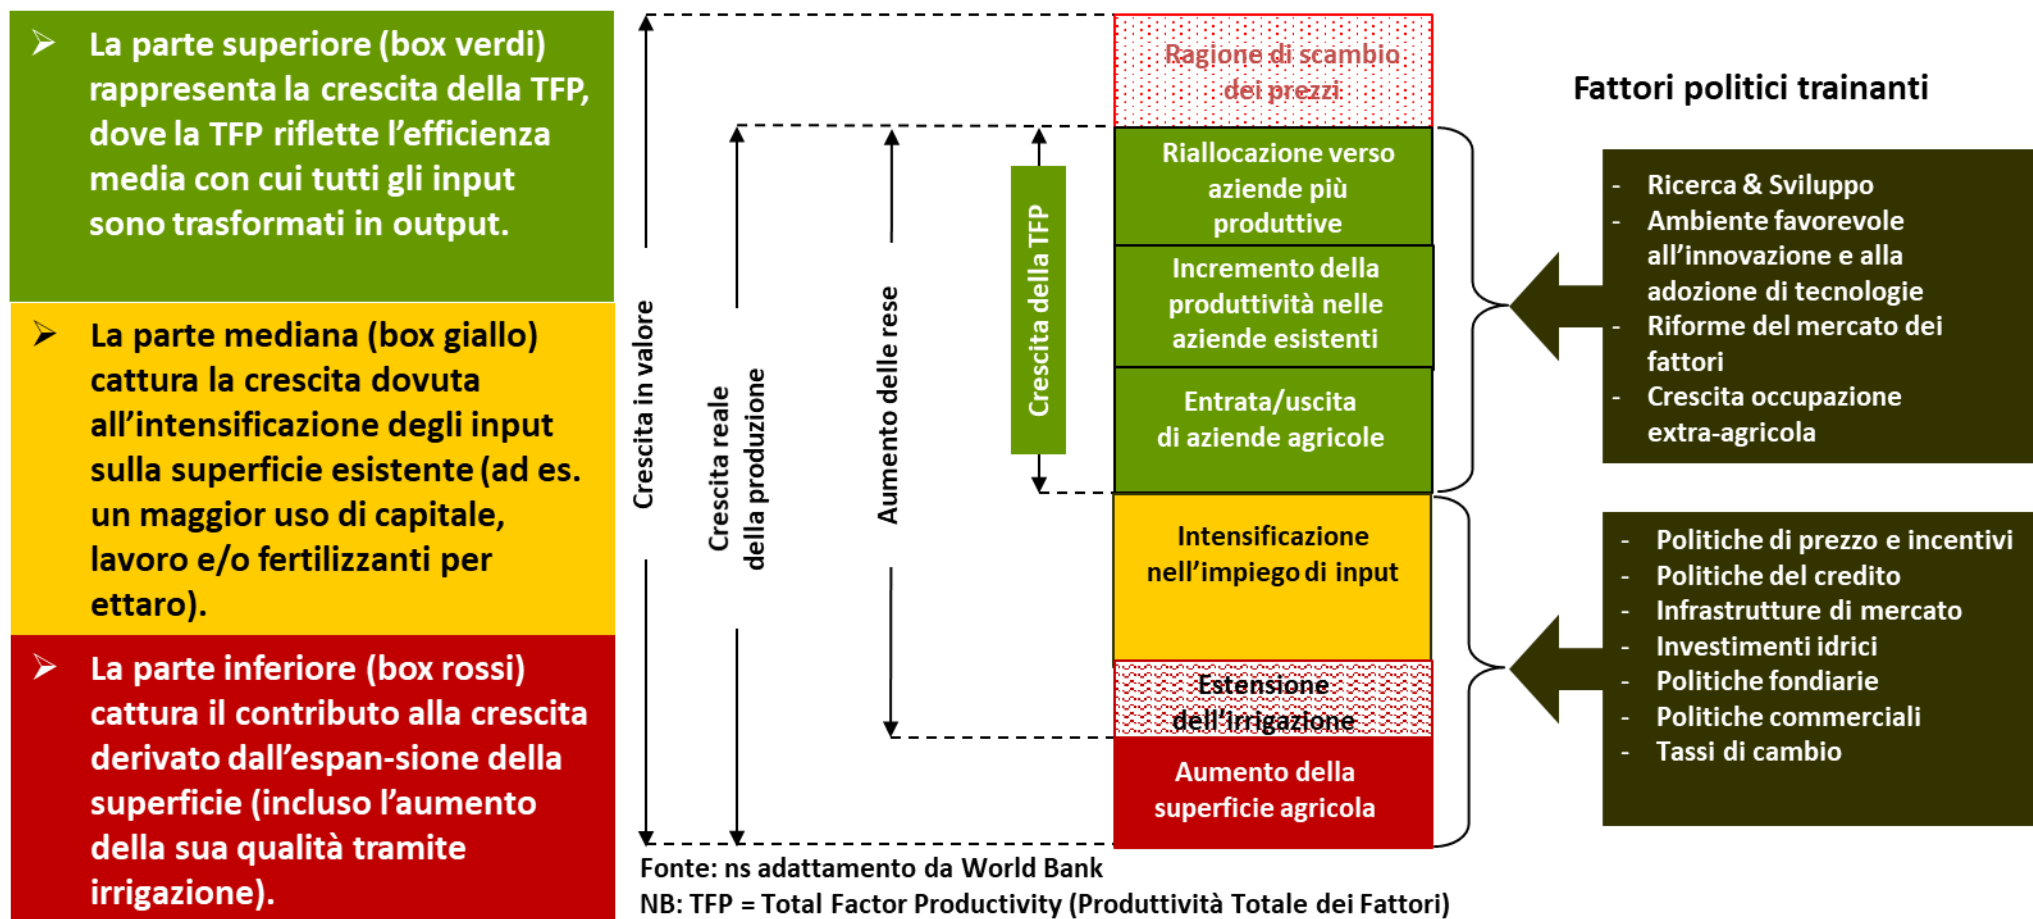 ➢ La parte superiore (box verdi)
rappresenta la crescita della TFP,
dove la TFP riflette l'efficienza
media con cui tutti gli input
sono trasformati in output.
➢ La parte mediana (box giallo)
cattura la crescita dovuta
all'intensificazione degli input
sulla superficie esistente (ad es.
un maggior uso di capitale,
lavoro e/o fertilizzanti per
ettaro).
➢ La parte inferiore (box rossi)
cattura il contributo alla crescita
derivato dall'espan-sione della
superficie (incluso l'aumento
della sua qualità tramite
irrigazione).
Crescita in valore
Crescita reale
della produzione
Aumento delle rese
Crescita della TFP
Ragione di scambio
dei prezzi
Riallocazione verso
aziende più
produttive
Incremento della
produttività nelle
aziende esistenti
Entrata/uscita
di aziende agricole
Intensificazione
nell'impiego di input
Estensione
dell'irrigazione
Aumento della
superficie agricola
Fattori politici trainanti
- Ricerca & Sviluppo
- Ambiente favorevole
all'innovazione e alla
adozione di tecnologie
- Riforme del mercato dei
fattori
- Crescita occupazione
extra-agricola
- Politiche di prezzo e incentivi
- Politiche del credito
- Infrastrutture di mercato
- Investimenti idrici
- Politiche fondiarie
- Politiche commerciali
- Tassi di cambio
Fonte: ns adattamento da World Bank
NB: TFP = Total Factor Productivity (Produttività Totale dei Fattori)